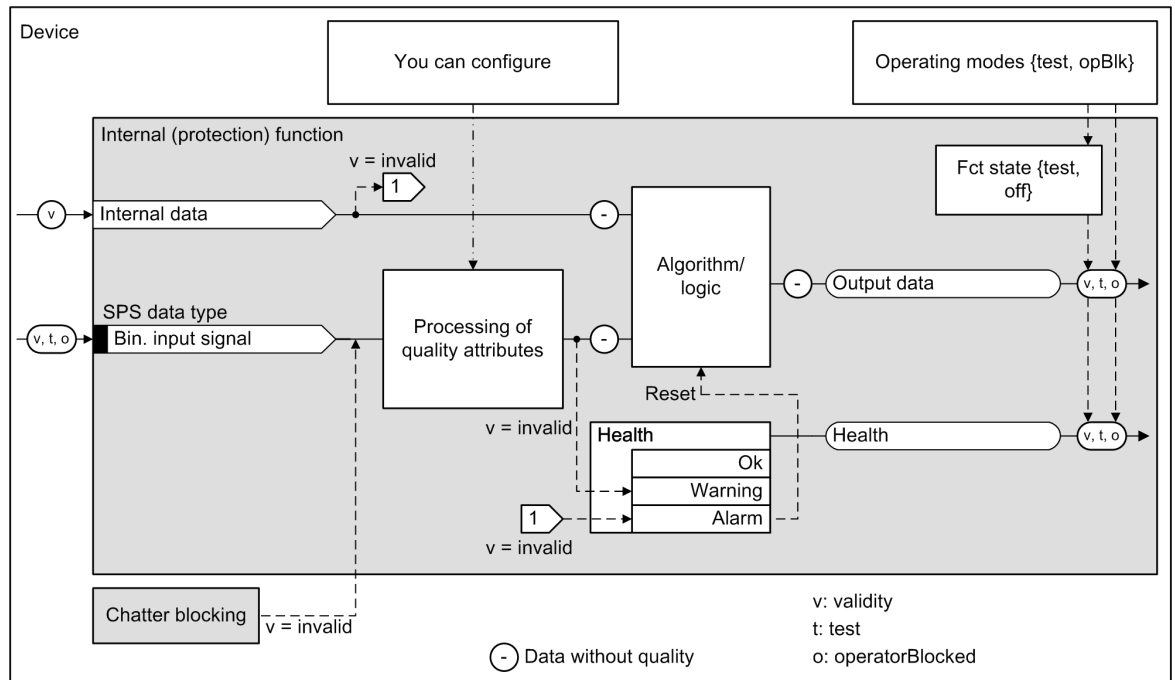 Device
You can configure
Operating modes {test, opBlk}
Internal (protection) function
v = invalid
1
Fct state {test,
off}
v
Internal data
-
Algorithm/
logic
-
Output data
v, t, o
SPS data type
v, t, o
Bin. input signal
Processing of
quality attributes
-
Reset
v = invalid
Health
Ok
Warning
Alarm
Health
v, t, o
1
v = invalid
Chatter blocking
v = invalid
- Data without quality
v: validity
t: test
o: operatorBlocked